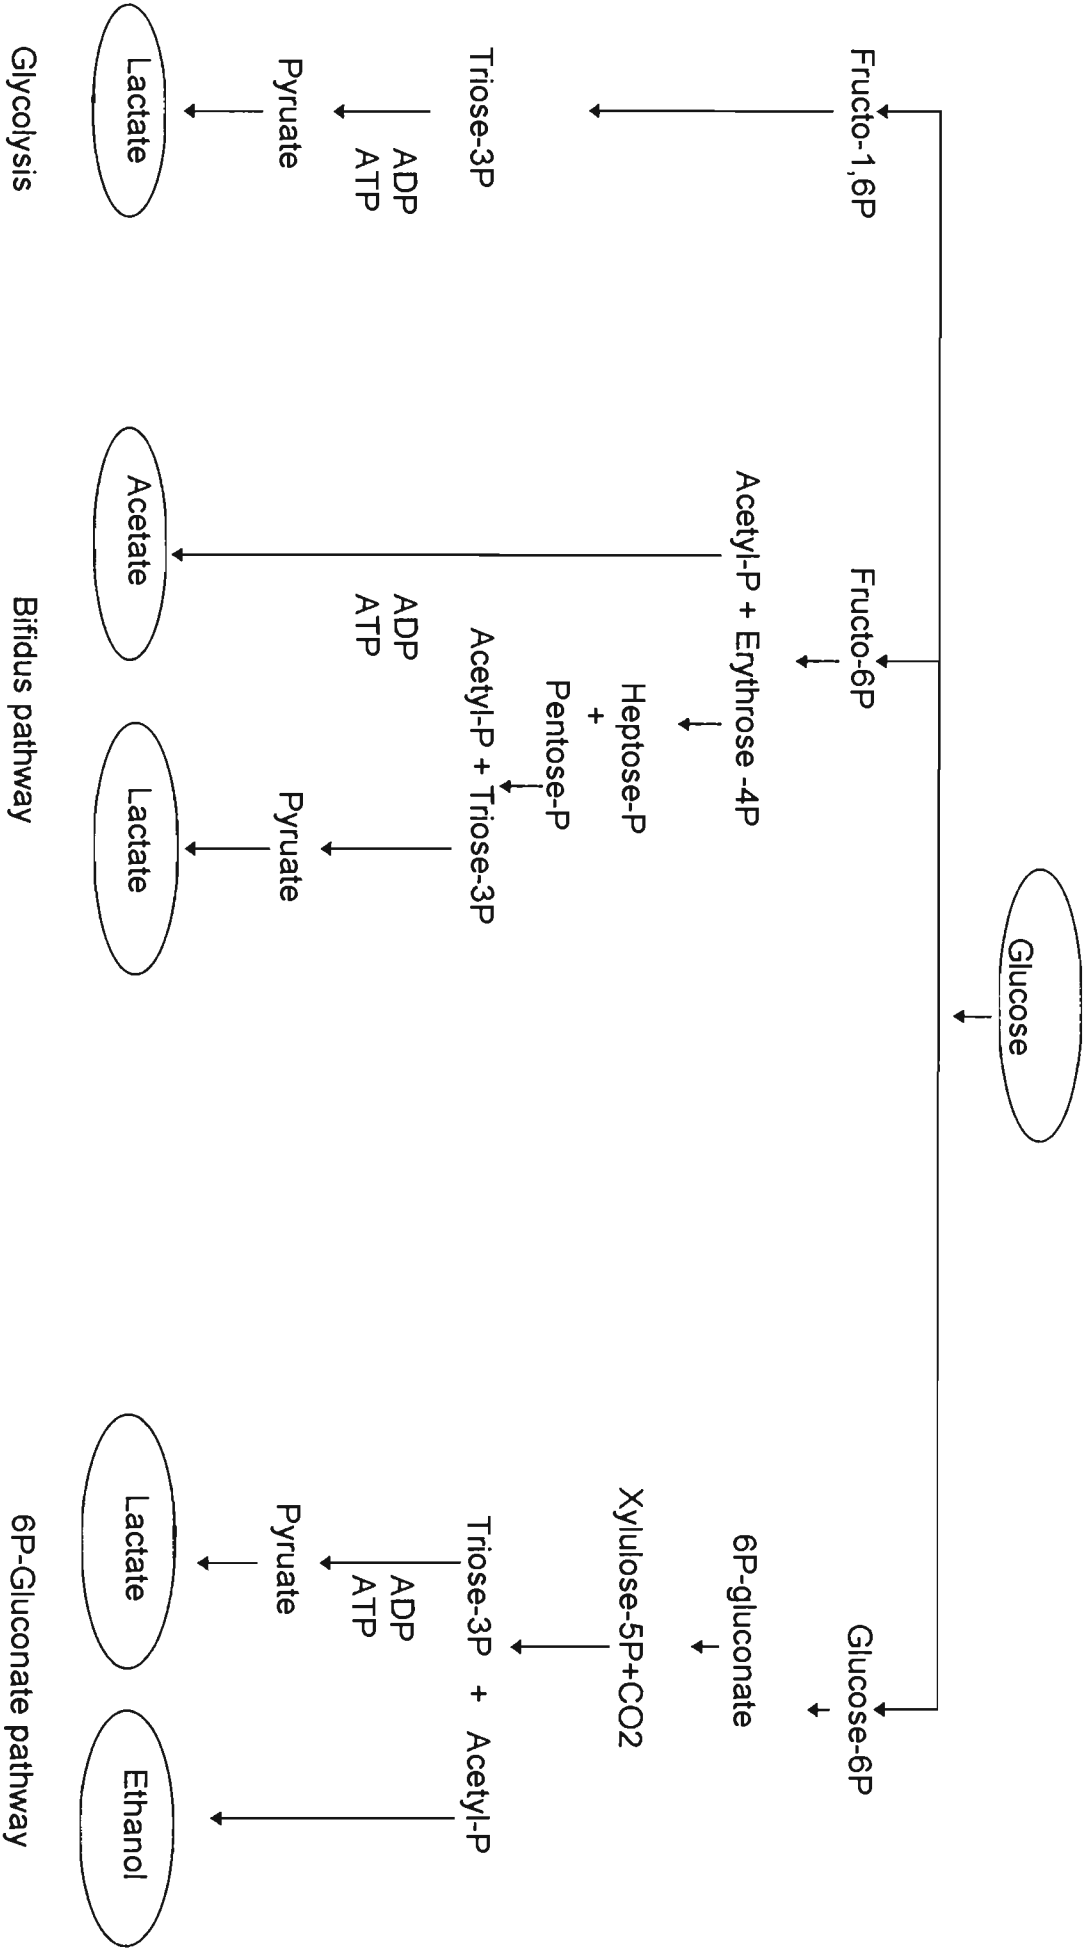 Glucose
Fructo-1,6P
Fructo-6P
Glucose-6P
Acetyl-P + Erythrose -4P
6P-gluconate
Heptose-P
+
Pentose-P
Xylulose-5P+CO2
Triose-3P
Acetyl-P + Triose-3P
Triose-3P + Acetyl-P
ADP
ATP
ADP
ATP
ADP
ATP
Pyruate
Pyruate
Pyruate
Lactate
Acetate
Lactate
Lactate
Ethanol
Glycolysis
Bifidus pathway
6P-Gluconate pathway